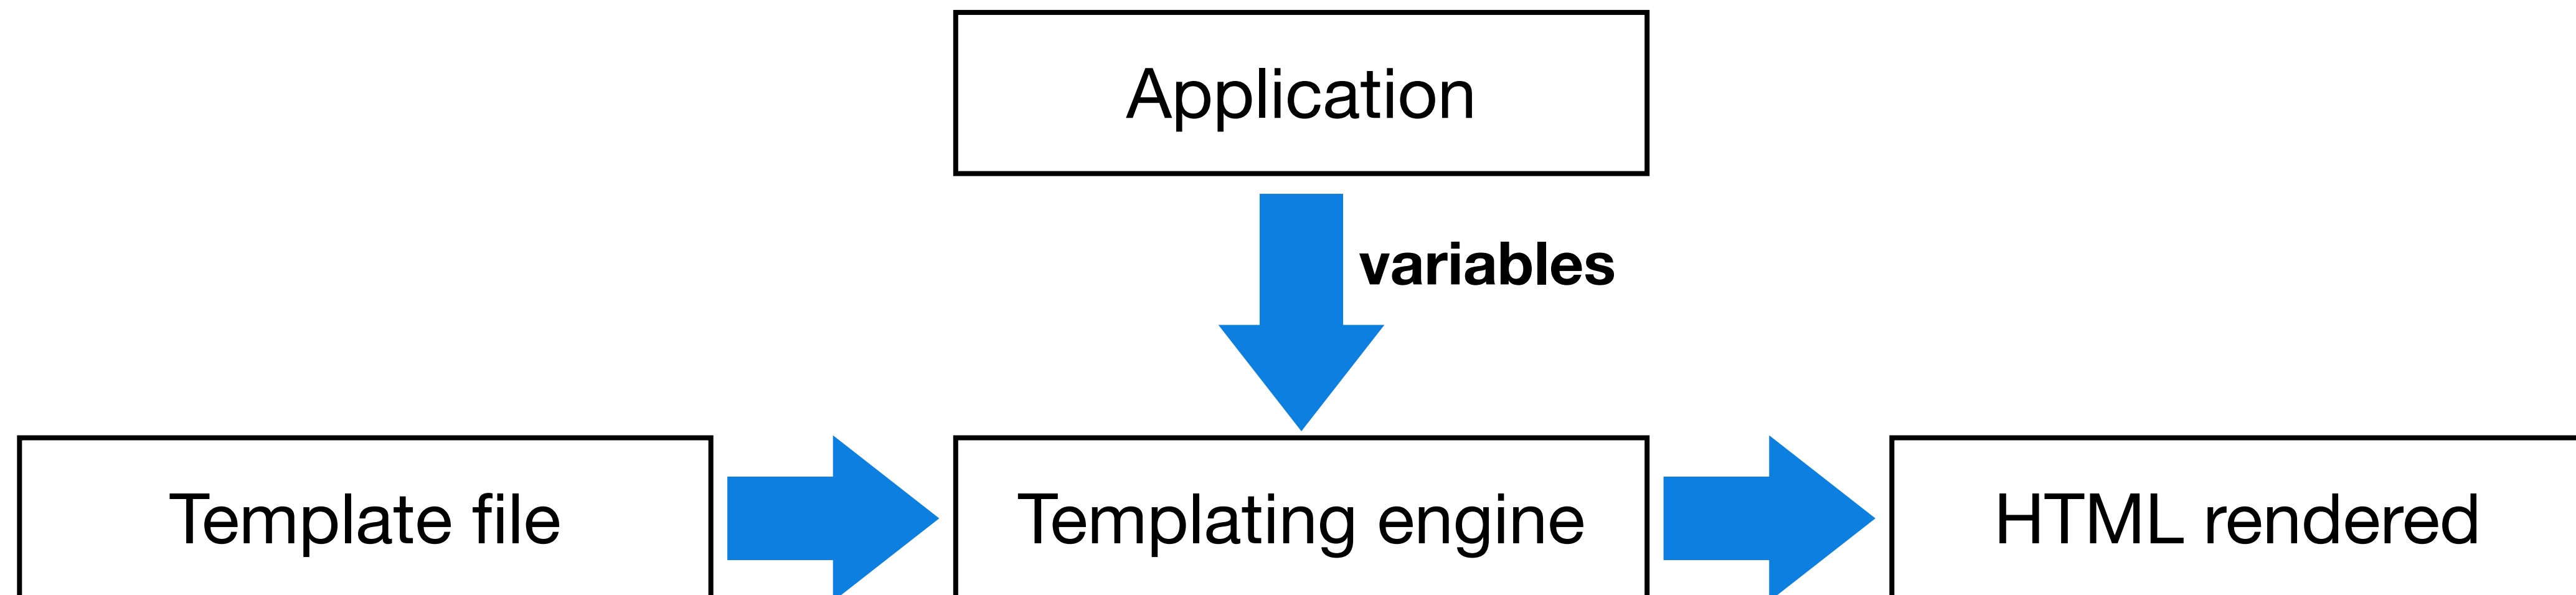 Application
variables
Template file
Templating engine
HTML rendered